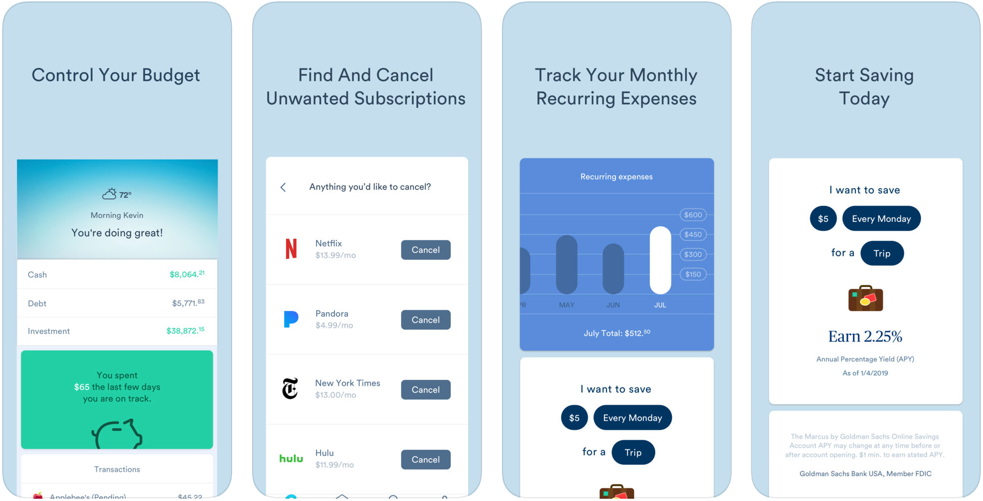 Control Your Budget
72°
Morning Kevin
You're doing great!
Cash $8,064.21
Debt $5,771.83
Investment $38,872.15
You spent
$65 the last few days
you are on track.
Transactions
Applebee's (Pending) $45.22
Find And Cancel
Unwanted Subscriptions
Anything you'd like to cancel?
Netflix
$13.99/mo
Cancel
Pandora
$4.99/mo
Cancel
New York Times
$13.00/mo
Cancel
hulu
Hulu
$11.99/mo
Cancel
Track Your Monthly
Recurring Expenses
Recurring expenses
$600
$450
$300
$150
PR MAY JUN JUL
July Total: $512.90
I want to save
$5 Every Monday
for a Trip
Start Saving
Today
I want to save
$5 Every Monday
for a Trip
Earn 2.25%
Annual Percentage Yield (APY)
As of 1/4/2019
The Marcus by Goldman Sachs Online Savings
Account APY may change at any time before or
after account opening. $1 min. to earn stated APY.
Goldman Sachs Bank USA, Member FDIC